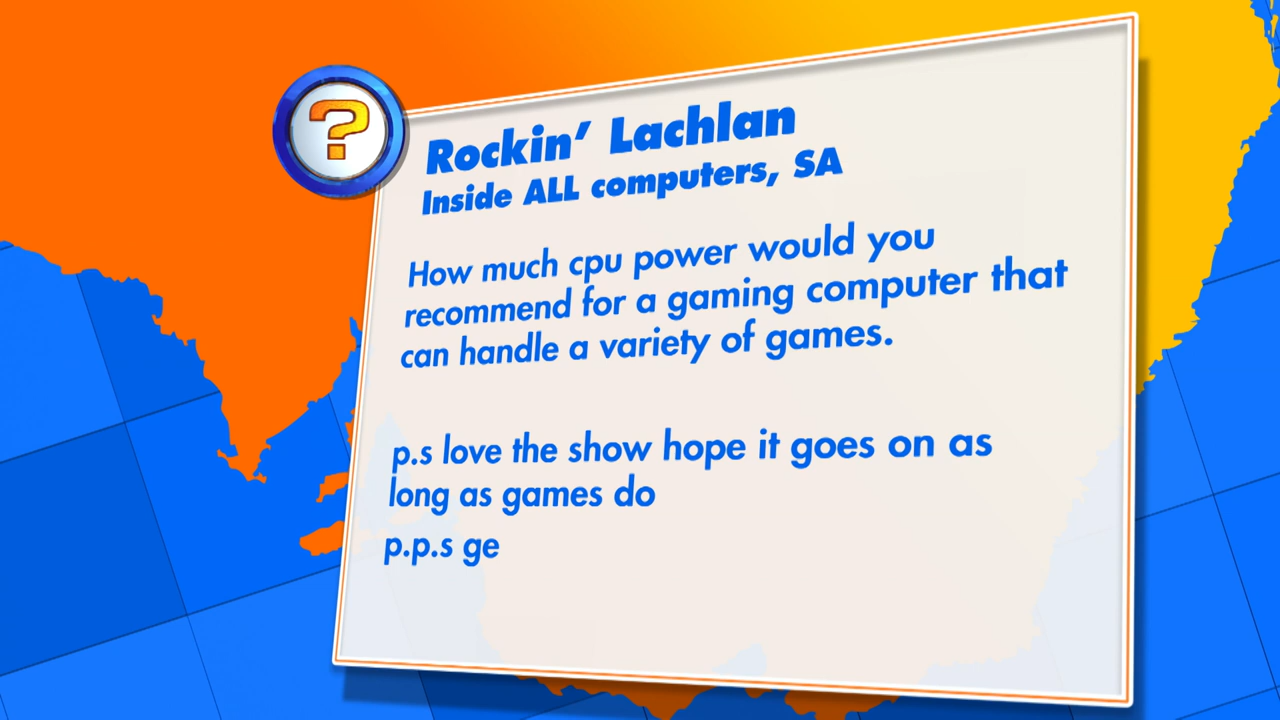 ?
Rockin' Lachlan
Inside ALL computers, SA
How much cpu power would you
recommend for a gaming computer that
can handle a variety of games.
p.s love the show hope it goes on as
long as games do
p.p.s ge